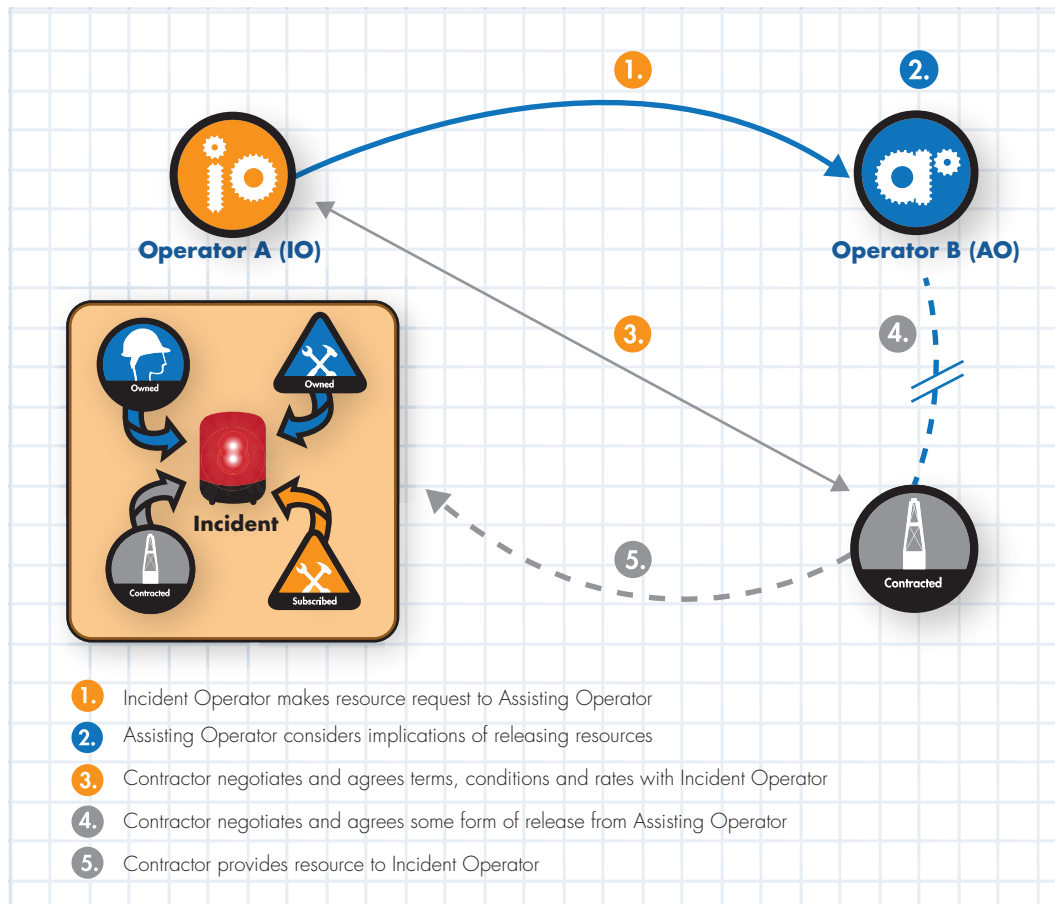 1.
2.
io
ao
Operator A (IO)
Operator B (AO)
3.
4.
Owned
Owned
Incident
Contracted
Subscribed
5.
Contracted
1. Incident Operator makes resource request to Assisting Operator
2. Assisting Operator considers implications of releasing resources
3. Contractor negotiates and agrees terms, conditions and rates with Incident Operator
4. Contractor negotiates and agrees some form of release from Assisting Operator
5. Contractor provides resource to Incident Operator